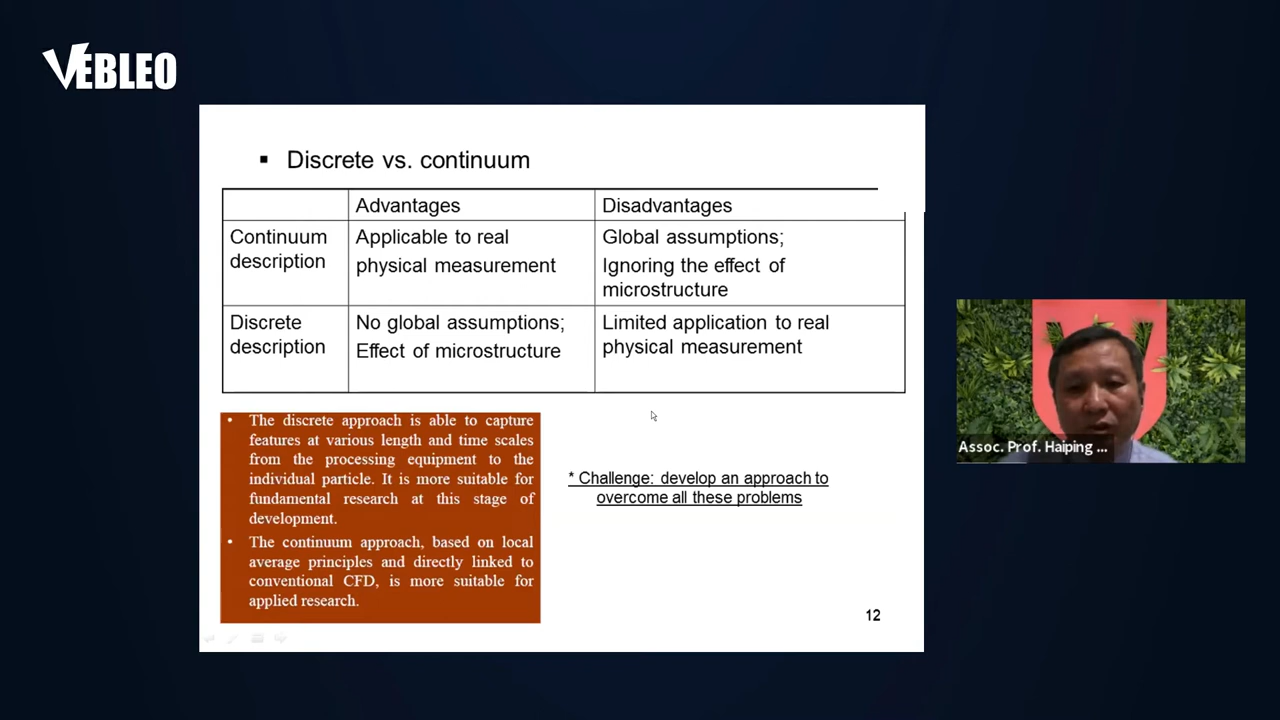 VEBLEO
▪ Discrete vs. continuum
Advantages
Disadvantages
Continuum
description
Applicable to real
physical measurement
Global assumptions;
Ignoring the effect of
microstructure
Discrete
description
No global assumptions;
Effect of microstructure
Limited application to real
physical measurement
• The discrete approach is able to capture
features at various length and time scales
from the processing equipment to the
individual particle. It is more suitable for
fundamental research at this stage of
development.
• The continuum approach, based on local
average principles and directly linked to
conventional CFD, is more suitable for
applied research.
* Challenge: develop an approach to
overcome all these problems
12
Assoc. Prof. Haiping ...